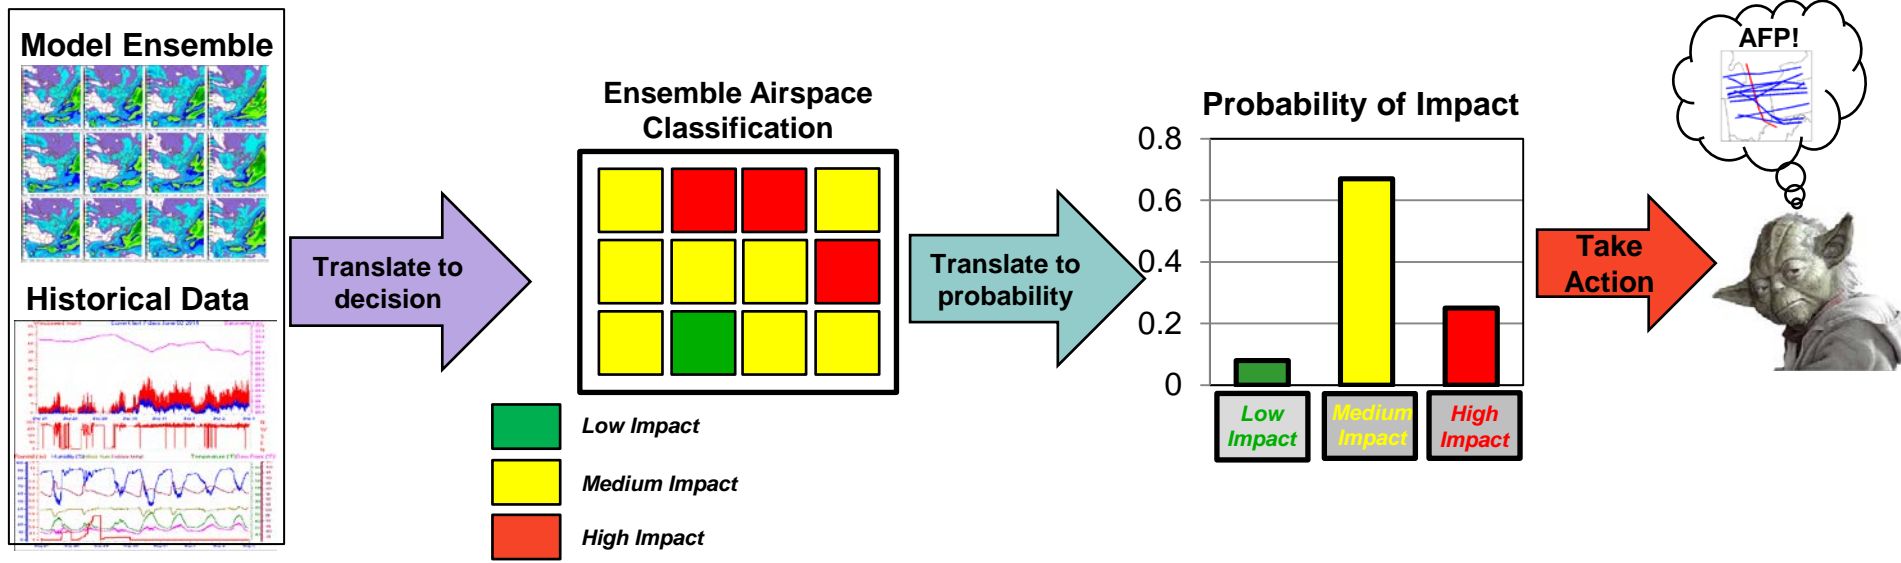 Model Ensemble
Historical Data
Translate to
decision
Ensemble Airspace
Classification
Low Impact
Medium Impact
High Impact
Translate to
probability
Probability of Impact
0.8
0.6
0.4
0.2
0
Low
Impact
Medium
Impact
High
Impact
Take
Action
AFP!